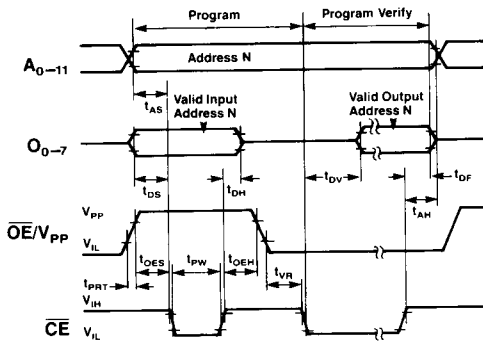 Program
Program Verify
A0–11
Address N
tAS
Valid Input
Address N
Valid Output
Address N
O0–7
tDS
tDH
tDV
tDF
tAH
VPP
OE/VPP
VIL
tOES
tPW
tOEH
tPRT
tVR
VIH
CE
VIL